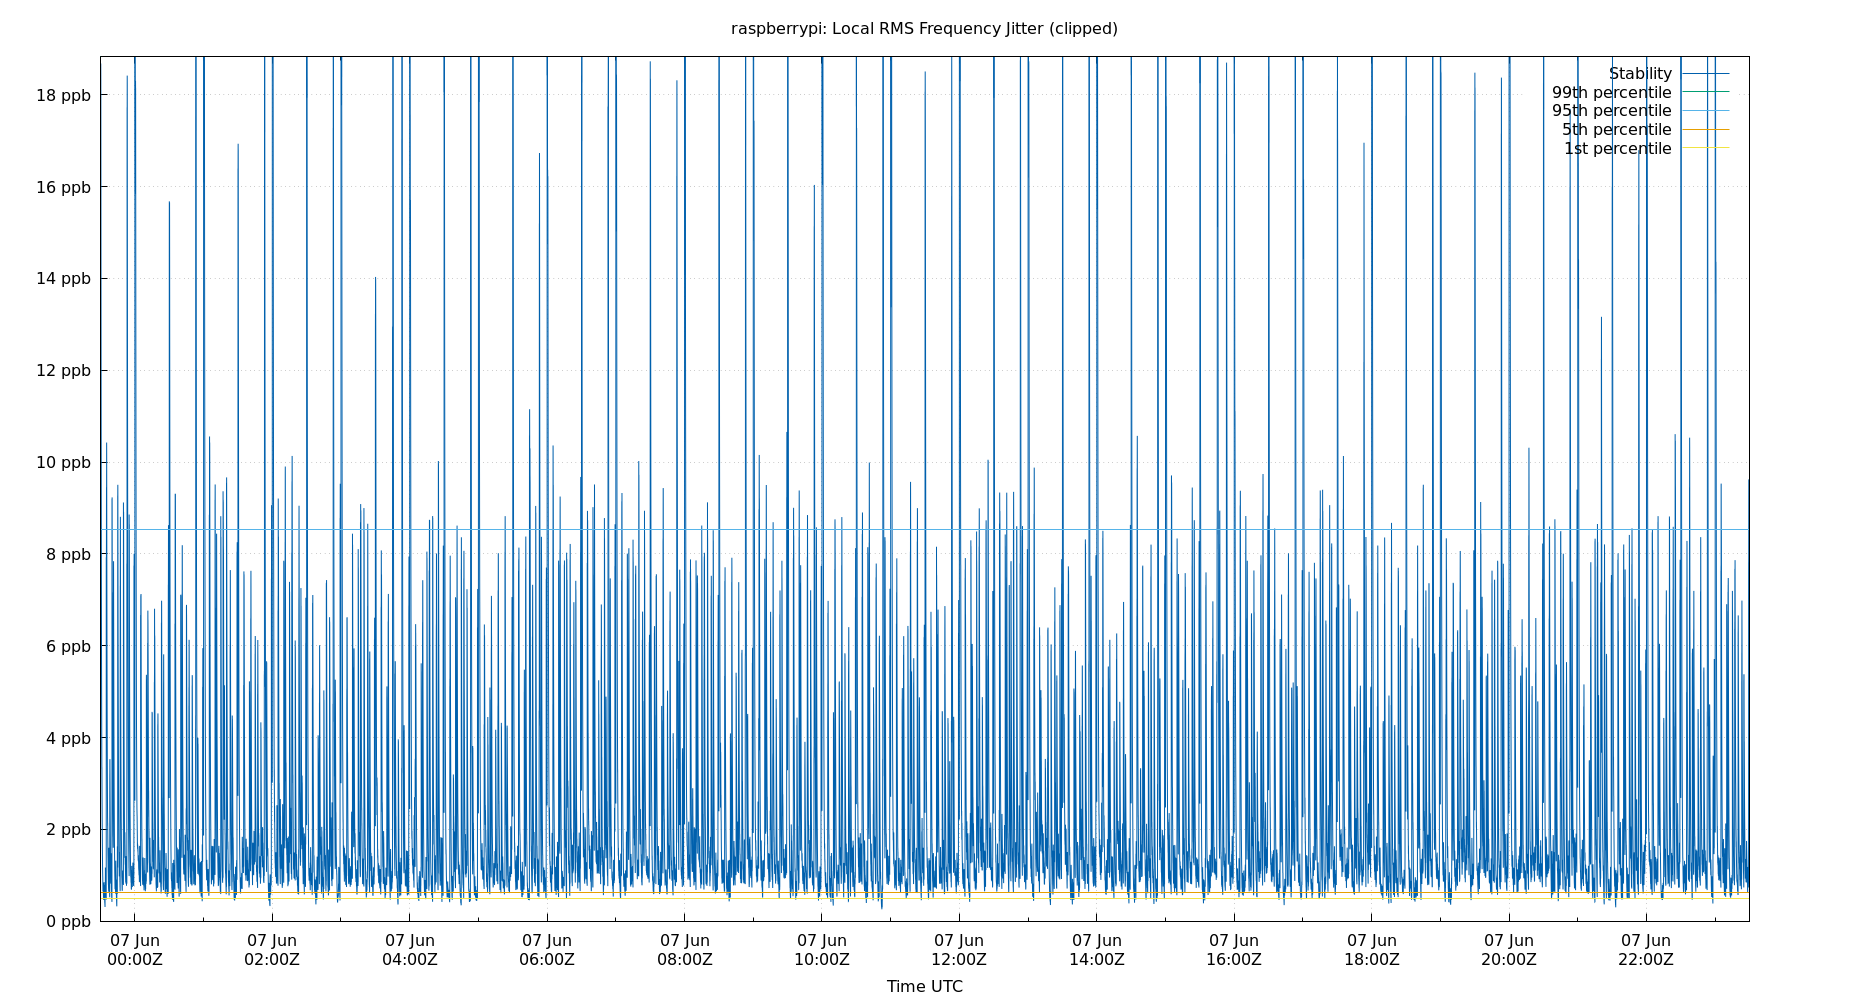 raspberrypi: Local RMS Frequency Jitter (clipped)
Stability
99th percentile
95th percentile
5th percentile
1st percentile
18 ppb
16 ppb
14 ppb
12 ppb
10 ppb
8 ppb
6 ppb
4 ppb
2 ppb
0 ppb
07 Jun 07 Jun 07 Jun 07 Jun 07 Jun 07 Jun 07 Jun 07 Jun 07 Jun 07 Jun 07 Jun 07 Jun
00:00Z 02:00Z 04:00Z 06:00Z 08:00Z 10:00Z 12:00Z 14:00Z 16:00Z 18:00Z 20:00Z 22:00Z
Time UTC